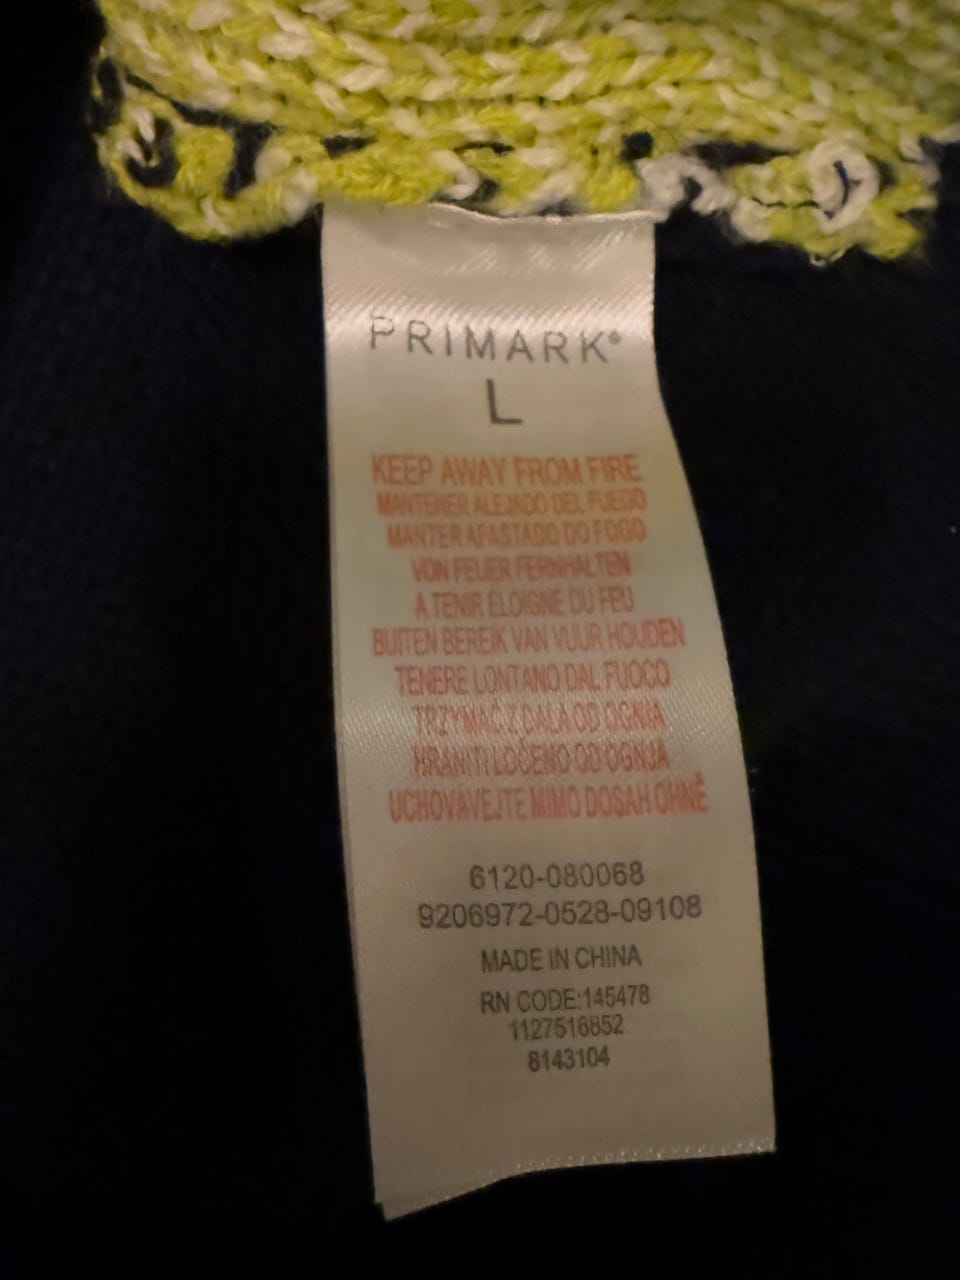 PRIMARK®
L
KEEP AWAY FROM FIRE
MANTENER ALEJADO DEL FUEGO
MANTER AFASTADO DO FOGO
VON FEUER FERNHALTEN
A TENIR ÉLOIGNÉ DU FEU
BUITEN BEREIK VAN VUUR HOUDEN
TENERE LONTANO DAL FUOCO
TRZYMAĆ Z DALA OD OGNIA
HRANITI LOČENO OD OGNJA
UCHOVÁVEJTE MIMO DOSAH OHNĚ
6120-080068
9206972-0528-09108
MADE IN CHINA
RN CODE:145478
1127516852
8143104